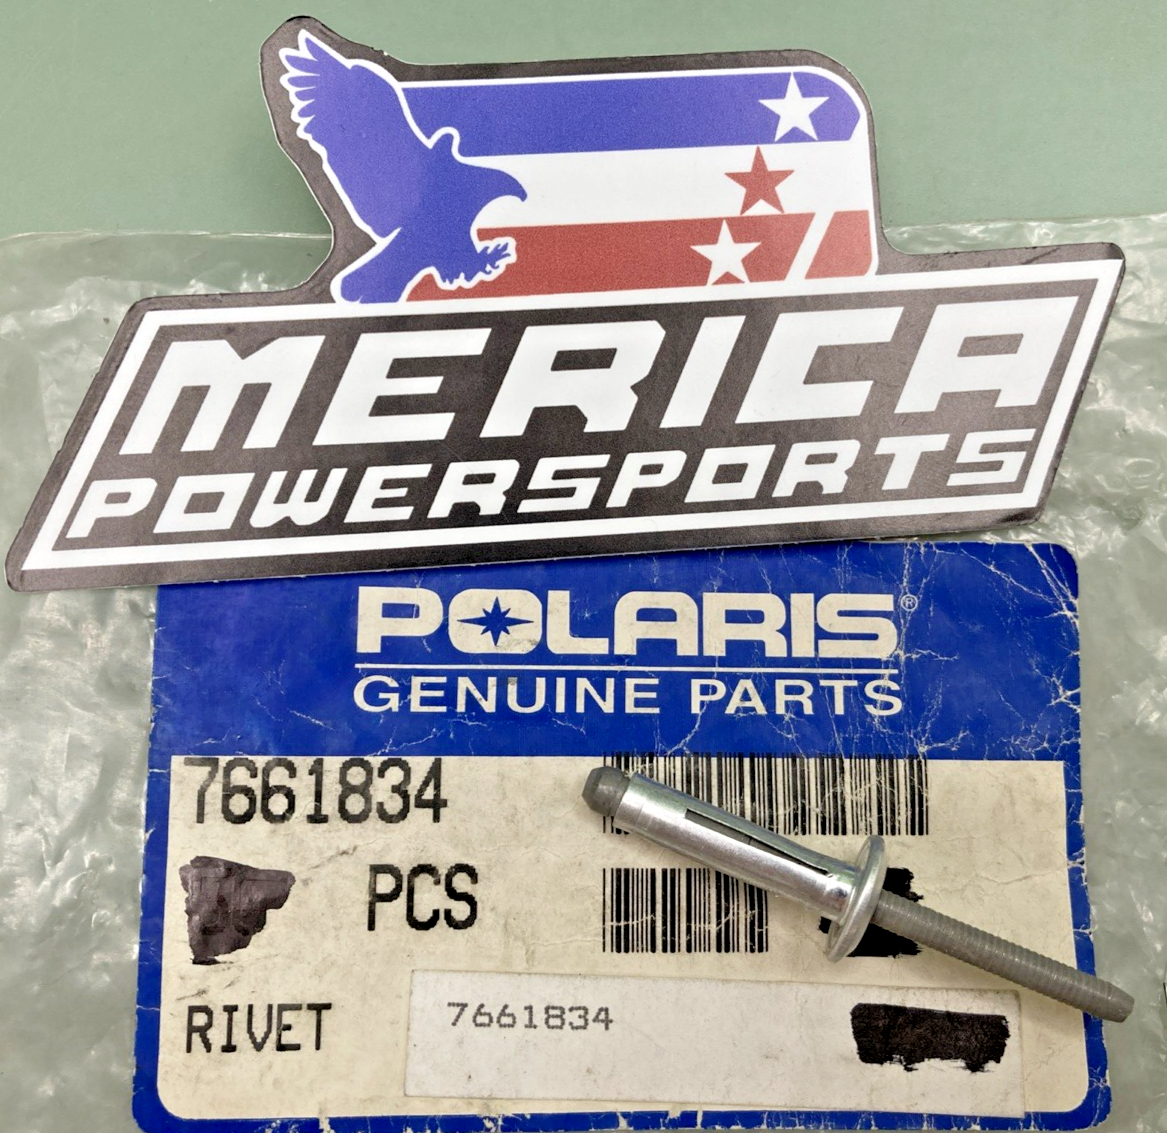 MERICA
POWERSPORTS
POLARIS®
GENUINE PARTS
7661834
PCS
RIVET
7661834